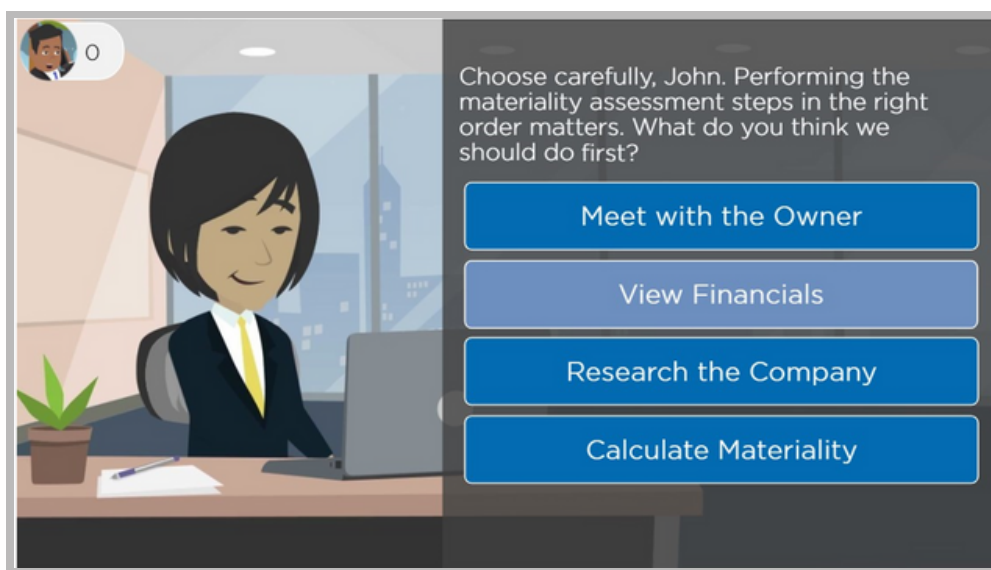 0
Choose carefully, John. Performing the
materiality assessment steps in the right
order matters. What do you think we
should do first?
Meet with the Owner
View Financials
Research the Company
Calculate Materiality